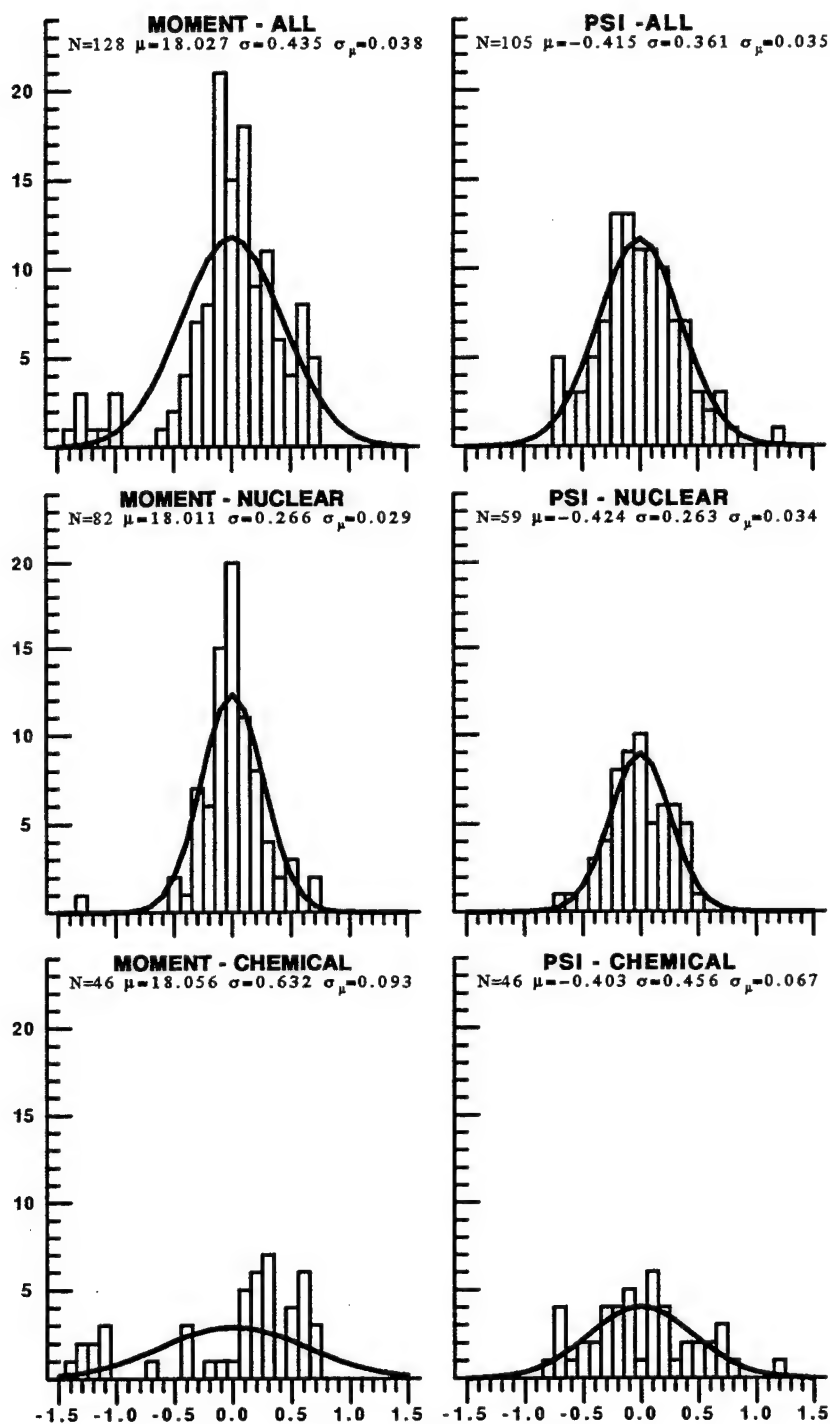 MOMENT - ALL
N=128 μ=18.027 σ=0.435 σμ=0.038
PSI -ALL
N=105 μ=-0.415 σ=0.361 σμ=0.035
20
15
10
5
MOMENT - NUCLEAR
N=82 μ=18.011 σ=0.266 σμ=0.029
PSI - NUCLEAR
N=59 μ=-0.424 σ=0.263 σμ=0.034
20
15
10
5
MOMENT - CHEMICAL
N=46 μ=18.056 σ=0.632 σμ=0.093
PSI - CHEMICAL
N=46 μ=-0.403 σ=0.456 σμ=0.067
20
15
10
5
-1.5 -1.0 -0.5 0.0 0.5 1.0 1.5
-1.5 -1.0 -0.5 0.0 0.5 1.0 1.5